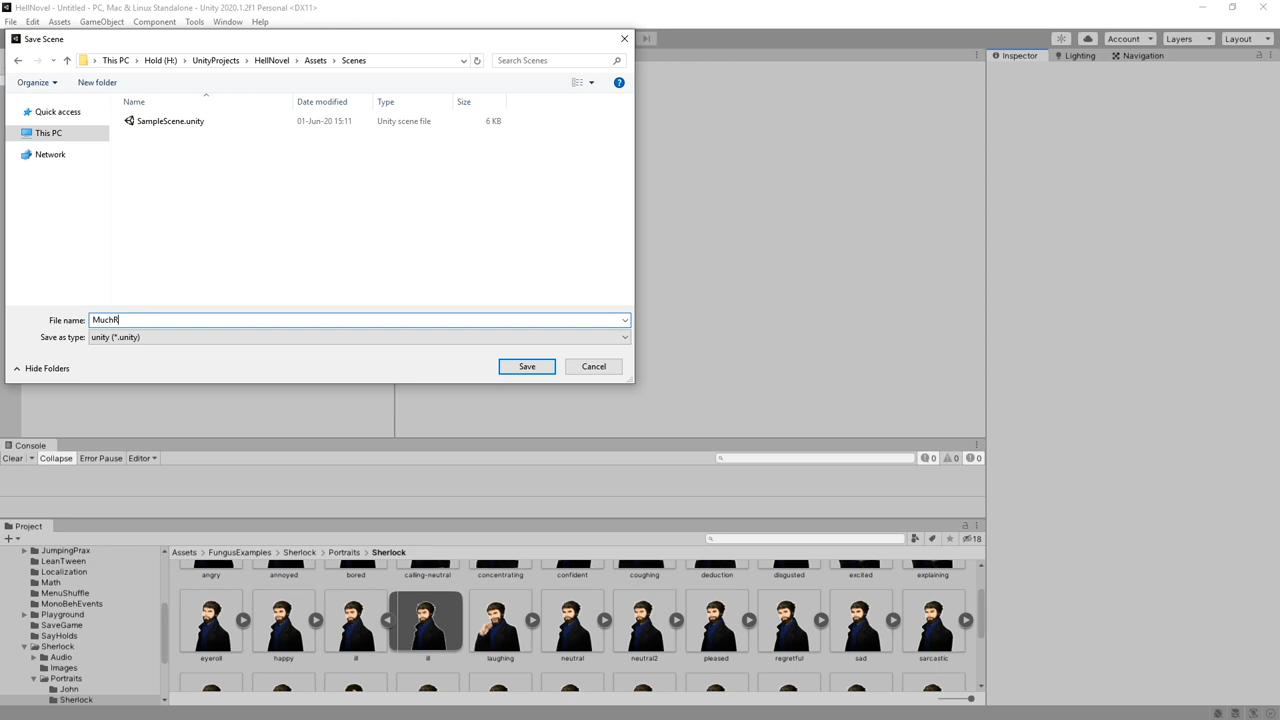 HellNovel - Untitled - PC, Mac & Linux Standalone - Unity 2020.1.2f1 Personal <DX11>
File Edit Assets GameObject Component Tools Window Help
Save Scene
Account Layers Layout
This PC Hold (H:) UnityProjects HellNovel Assets Scenes Search Scenes
Inspector Lighting Navigation
Organize New folder
Name Date modified Type Size
Quick access
SampleScene.unity 01-Jun-20 15:11 Unity scene file 6 KB
This PC
Network
File name: MuchR
Save as type: unity (*.unity)
Hide Folders Save Cancel
Console
Clear Collapse Error Pause Editor 0 0 0
Project
18
JumpingPrax
LeanTween
Localization
Math
MenuShuffle
MonoBehEvents
Playground
SaveGame
SayHolds
Sherlock
Audio
Images
Portraits
John
Sherlock
Assets FungusExamples Sherlock Portraits Sherlock
angry annoyed bored calling-neutral concentrating confident coughing deduction disgusted excited explaining
eyeroll happy ill ill laughing neutral neutral2 pleased regretful sad sarcastic